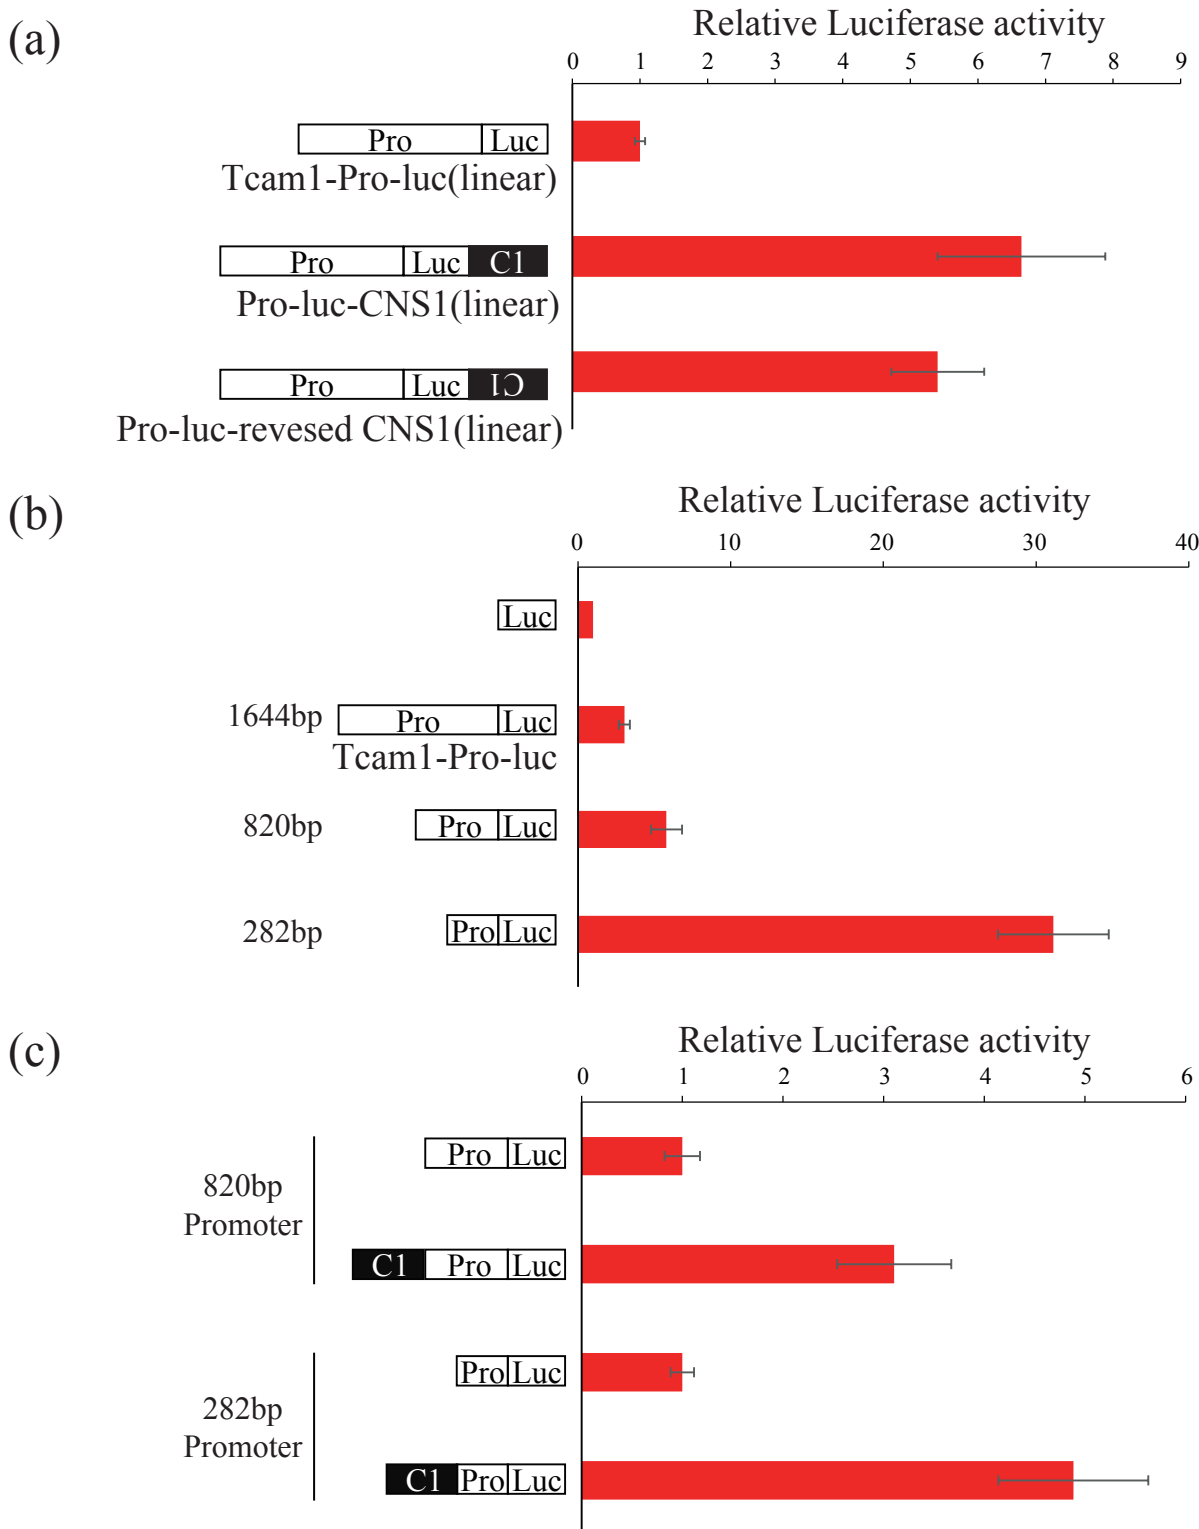 (a)
Relative Luciferase activity
0 1 2 3 4 5 6 7 8 9
Pro Luc
Tcam1-Pro-luc(linear)
Pro Luc C1
Pro-luc-CNS1(linear)
Pro Luc C1
Pro-luc-revesed CNS1(linear)
(b)
Relative Luciferase activity
0 10 20 30 40
Luc
1644bp Pro Luc
Tcam1-Pro-luc
820bp Pro Luc
282bp Pro Luc
(c)
Relative Luciferase activity
0 1 2 3 4 5 6
820bp
Promoter
Pro Luc
C1 Pro Luc
282bp
Promoter
Pro Luc
C1 Pro Luc